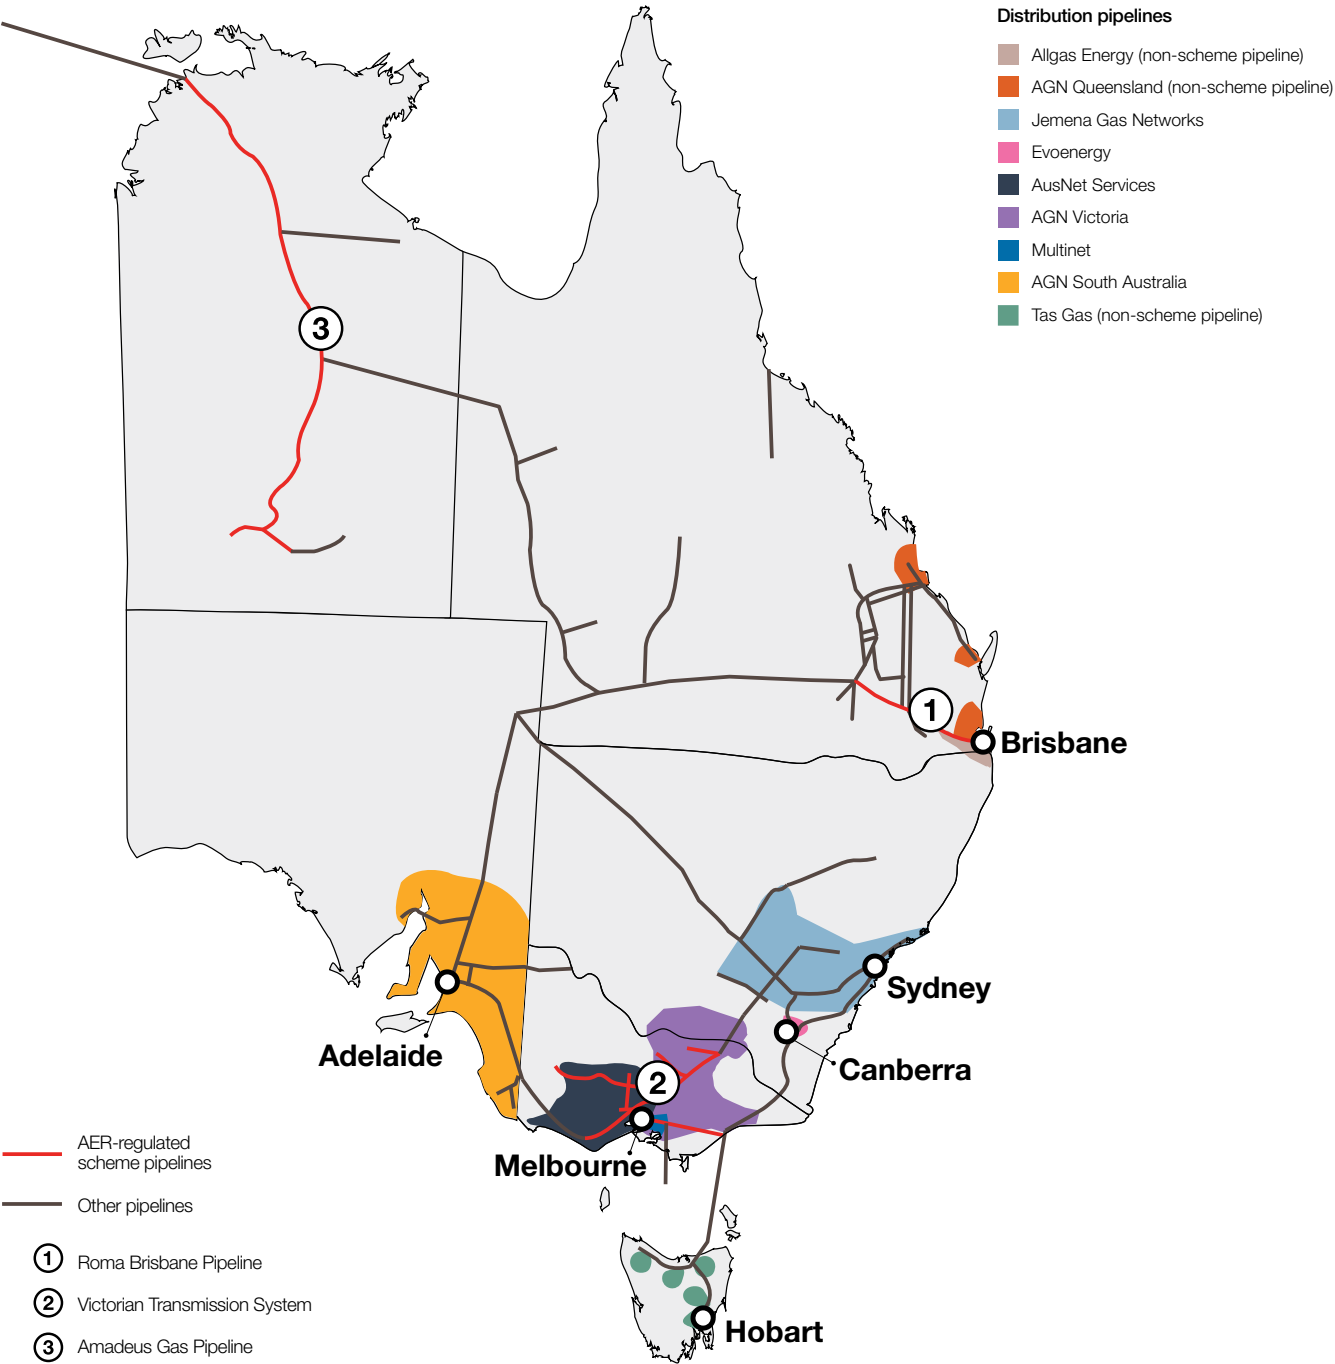 Distribution pipelines
Allgas Energy (non-scheme pipeline)
AGN Queensland (non-scheme pipeline)
Jemena Gas Networks
Evoenergy
AusNet Services
AGN Victoria
Multinet
AGN South Australia
Tas Gas (non-scheme pipeline)
3
1
Brisbane
Sydney
Adelaide
Canberra
2
Melbourne
Hobart
AER-regulated
scheme pipelines
Other pipelines
1 Roma Brisbane Pipeline
2 Victorian Transmission System
3 Amadeus Gas Pipeline